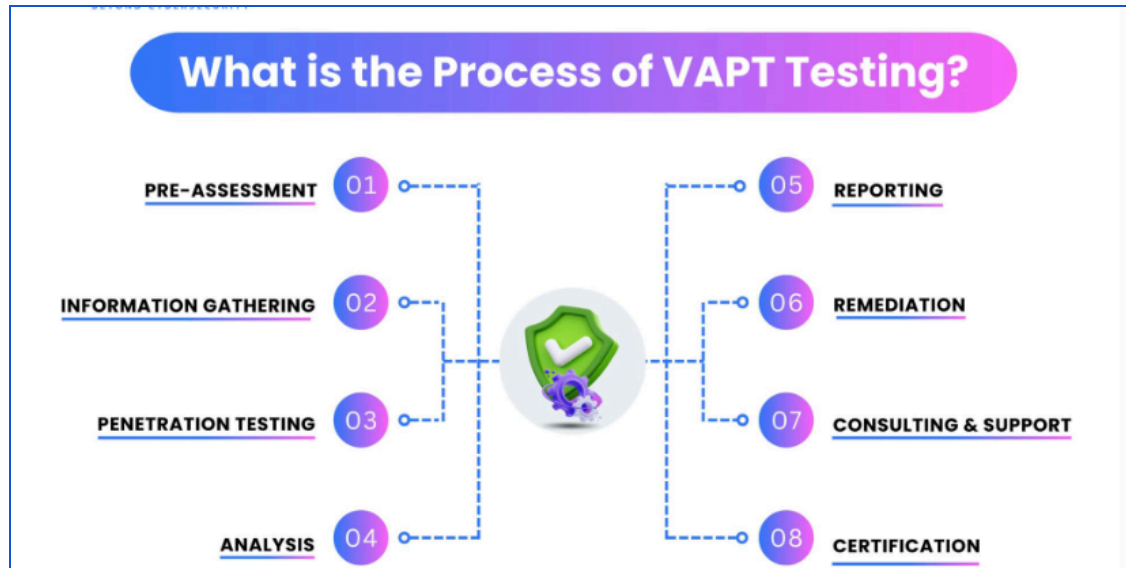 What is the Process of VAPT Testing?
PRE-ASSESSMENT 01
INFORMATION GATHERING 02
PENETRATION TESTING 03
ANALYSIS 04
05 REPORTING
06 REMEDIATION
07 CONSULTING & SUPPORT
08 CERTIFICATION